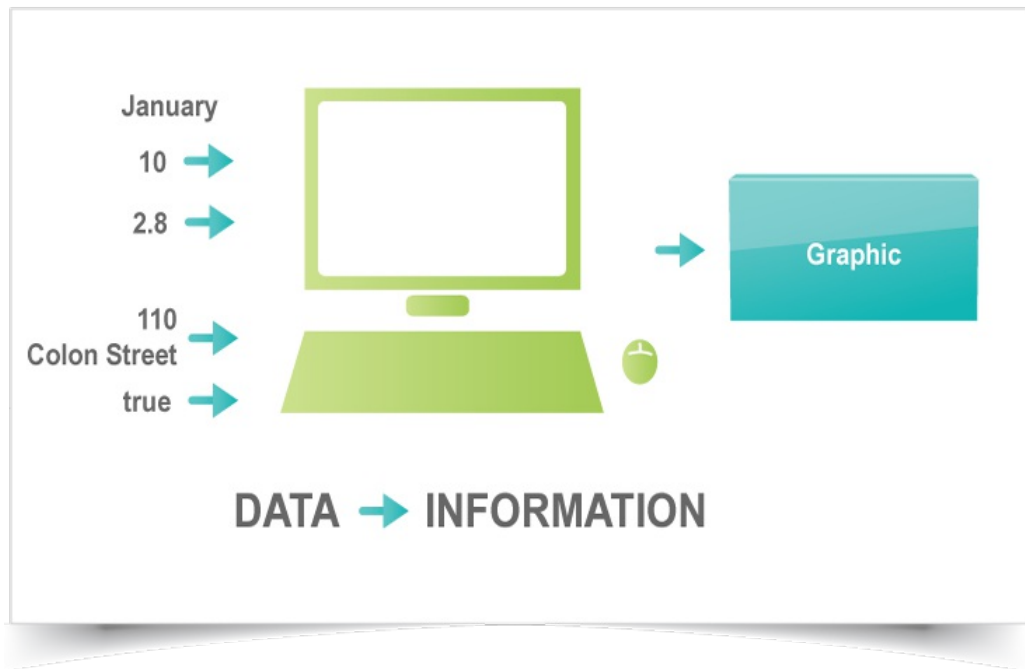 January
10
2.8
110
Colon Street
true
Graphic
DATA INFORMATION